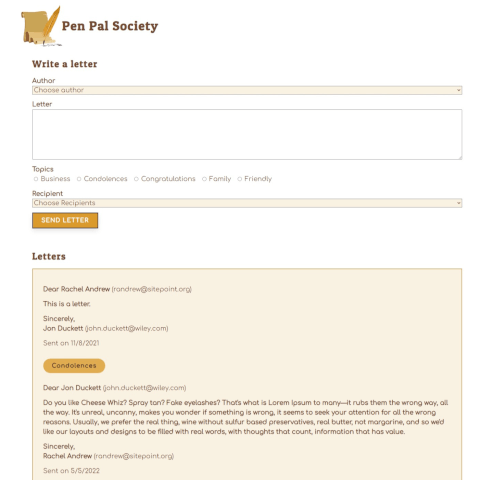 Pen Pal Society
Write a letter
Author
Choose author
Letter
Topics
Business Condolences Congratulations Family Friendly
Recipient
Choose Recipients
SEND LETTER
Letters
Dear Rachel Andrew (randrew@sitepoint.org)
This is a letter.
Sincerely,
Jon Duckett (john.duckett@wiley.com)
Sent on 11/8/2021
Condolences
Dear Jon Duckett (john.duckett@wiley.com)
Do you like Cheese Whiz? Spray tan? Fake eyelashes? That's what is Lorem Ipsum to many—it rubs them the wrong way, all
the way. It's unreal, uncanny, makes you wonder if something is wrong, it seems to seek your attention for all the wrong
reasons. Usually, we prefer the real thing, wine without sulfur based preservatives, real butter, not margarine, and so we'd
like our layouts and designs to be filled with real words, with thoughts that count, information that has value.
Sincerely,
Rachel Andrew (randrew@sitepoint.org)
Sent on 5/5/2022